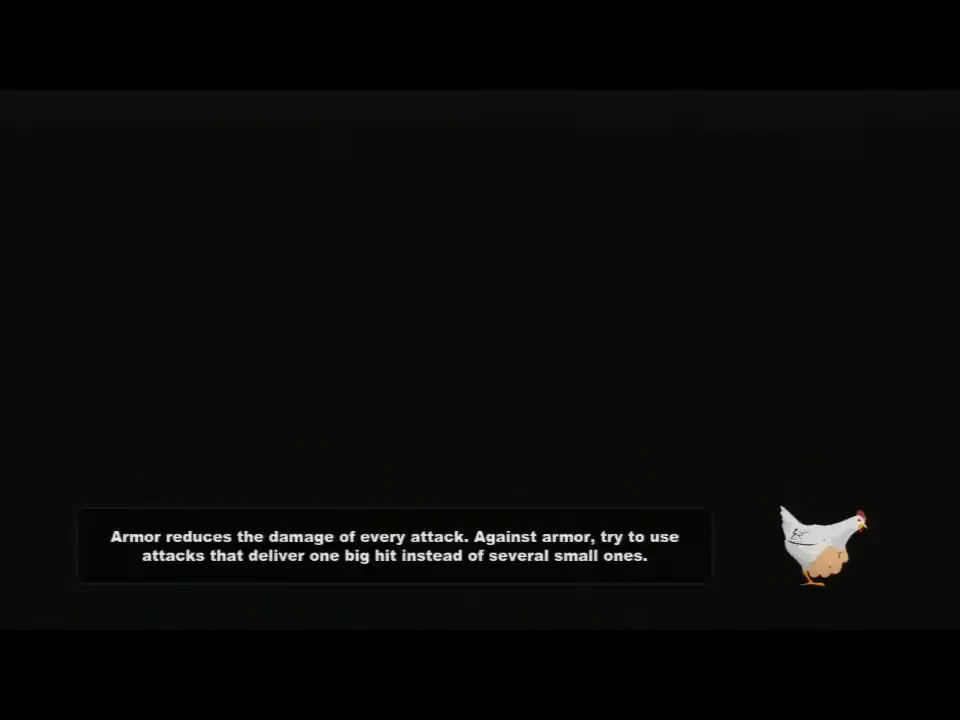 Armor reduces the damage of every attack. Against armor, try to use
attacks that deliver one big hit instead of several small ones.